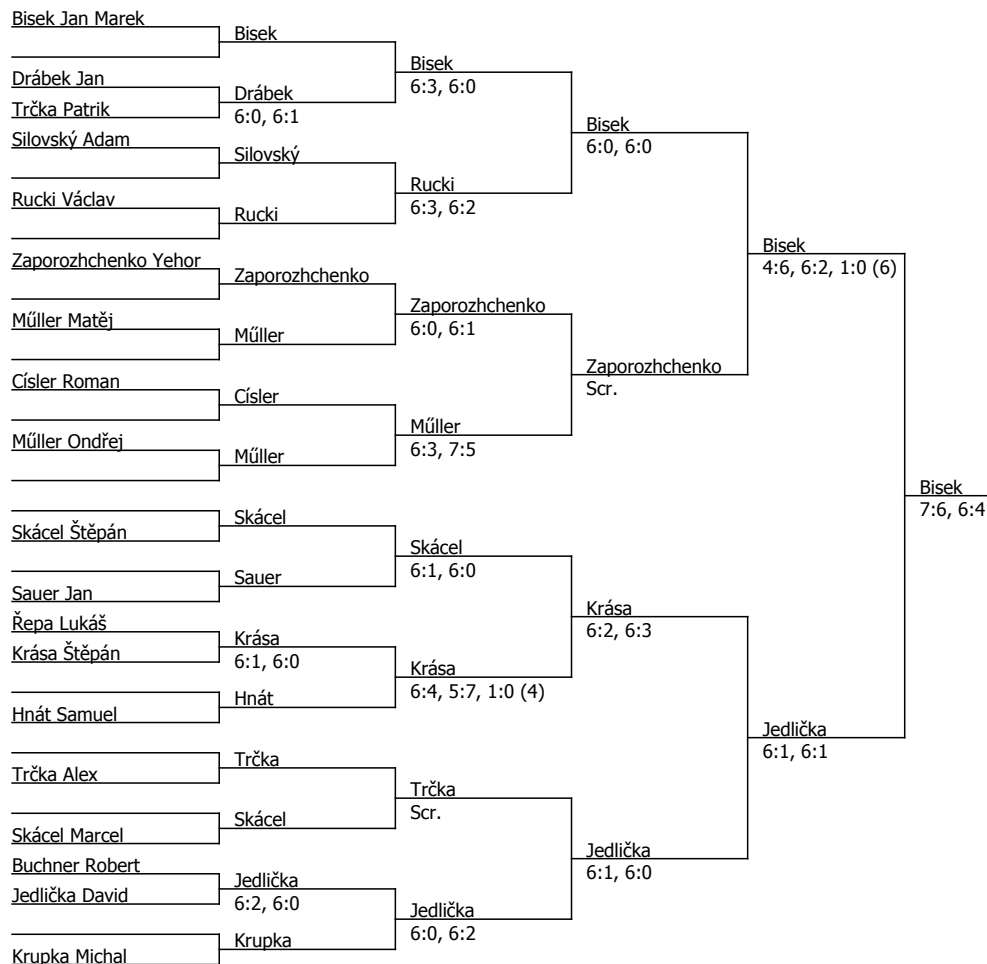 Bisek Jan Marek
Bisek
Bisek
6:3, 6:0
Drábek Jan
Drábek
6:0, 6:1
Trčka Patrik
Bisek
6:0, 6:0
Silovský Adam
Silovský
Rucki
6:3, 6:2
Rucki Václav
Rucki
Bisek
4:6, 6:2, 1:0 (6)
Zaporozhchenko Yehor
Zaporozhchenko
Zaporozhchenko
6:0, 6:1
Műller Matěj
Műller
Zaporozhchenko
Scr.
Císler Roman
Císler
Műller
6:3, 7:5
Műller Ondřej
Műller
Bisek
7:6, 6:4
Skácel
Skácel Štěpán
Skácel
6:1, 6:0
Sauer
Sauer Jan
Krása
6:2, 6:3
Řepa Lukáš
Krása
6:1, 6:0
Krása Štěpán
Krása
6:4, 5:7, 1:0 (4)
Hnát
Hnát Samuel
Jedlička
6:1, 6:1
Trčka
Trčka Alex
Trčka
Scr.
Skácel
Skácel Marcel
Jedlička
6:1, 6:0
Buchner Robert
Jedlička
6:2, 6:0
Jedlička David
Jedlička
6:0, 6:2
Krupka
Krupka Michal